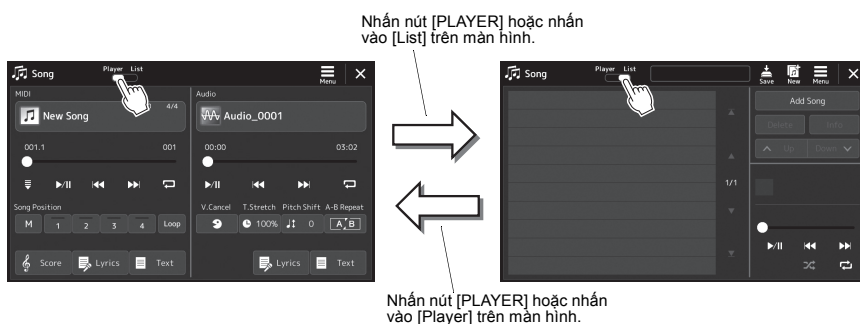 Nhấn nút [PLAYER] hoặc nhấn
vào [List] trên màn hình.
Song
Player List
Menu
MIDI
New Song
4/4
001.1
001
Song Position
M
1
2
3
4
Loop
Score
Lyrics
Text
Audio
Audio_0001
00:00
03:02
V.Cancel T.Stretch Pitch Shift A-B Repeat
100%
0
A B
Lyrics
Text
Song
Player List
Save
New
Menu
Add Song
Delete
Info
Up
Down
1/1
Nhấn nút [PLAYER] hoặc nhấn
vào [Player] trên màn hình.